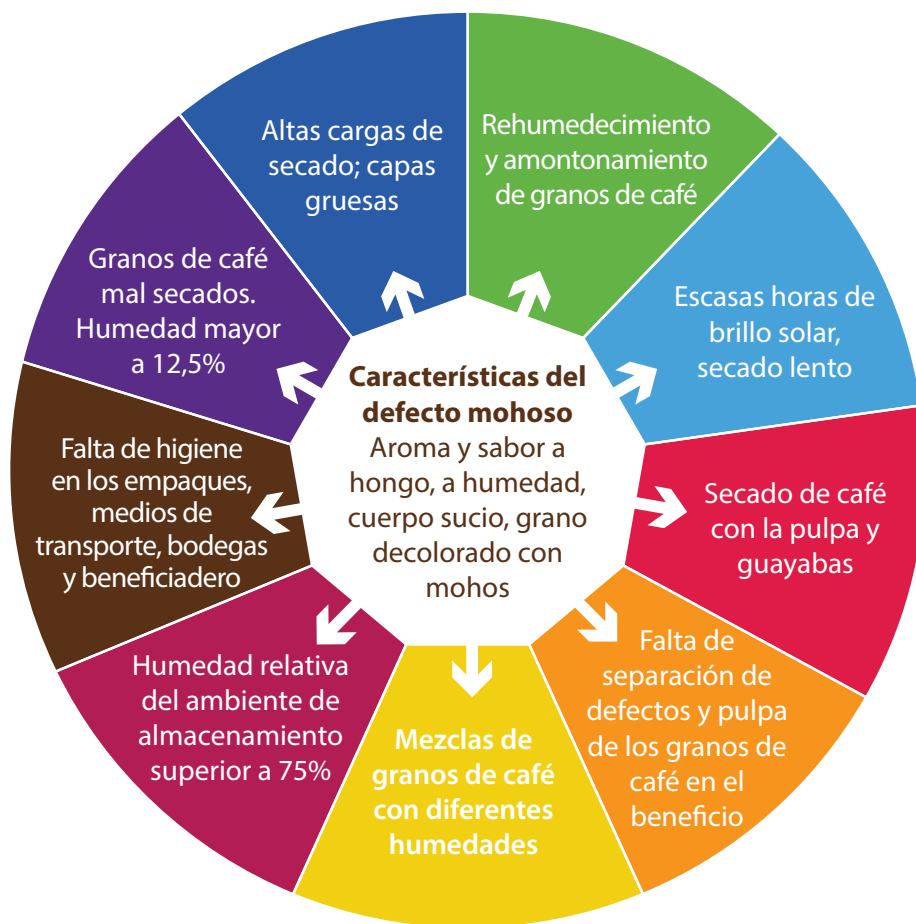 Características del
defecto mohoso
Aroma y sabor a
hongo, a humedad,
cuerpo sucio, grano
decolorado con
mohos
Rehumedecimiento
y amontonamiento
de granos de café
Escasas horas de
brillo solar,
secado lento
Secado de café
con la pulpa y
guayabas
Falta de
separación de
defectos y pulpa
de los granos de
café en el
beneficio
Mezclas de
granos de café
con diferentes
humedades
Humedad relativa
del ambiente de
almacenamiento
superior a 75%
Falta de higiene
en los empaques,
medios de
transporte, bodegas
y beneficiadero
Granos de café
mal secados.
Humedad mayor
a 12,5%
Altas cargas de
secado; capas
gruesas